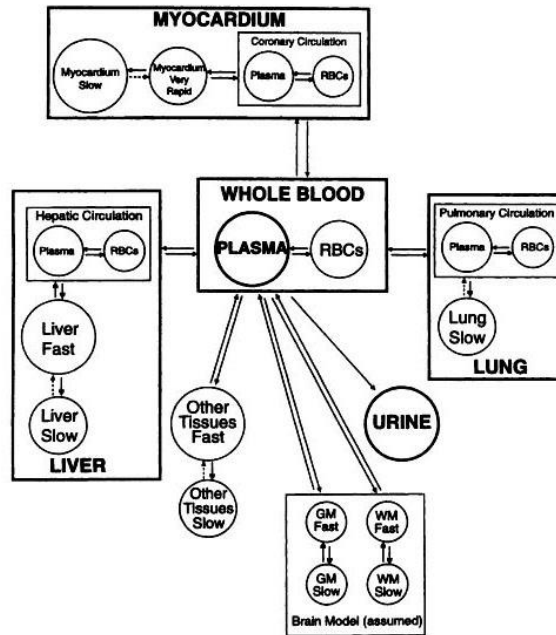 MYOCARDIUM
Coronary Circulation
Myocardium
Slow
Myocardium
Very
Rapid
Plasma
RBCs
WHOLE BLOOD
PLASMA
RBCs
Hepatic Circulation
Plasma
RBCs
Liver
Fast
Liver
Slow
LIVER
Pulmonary Circulation
Plasma
RBCs
Lung
Slow
LUNG
Other
Tissues
Fast
Other
Tissues
Slow
URINE
GM
Fast
WM
Fast
GM
Slow
WM
Slow
Brain Model (assumed)